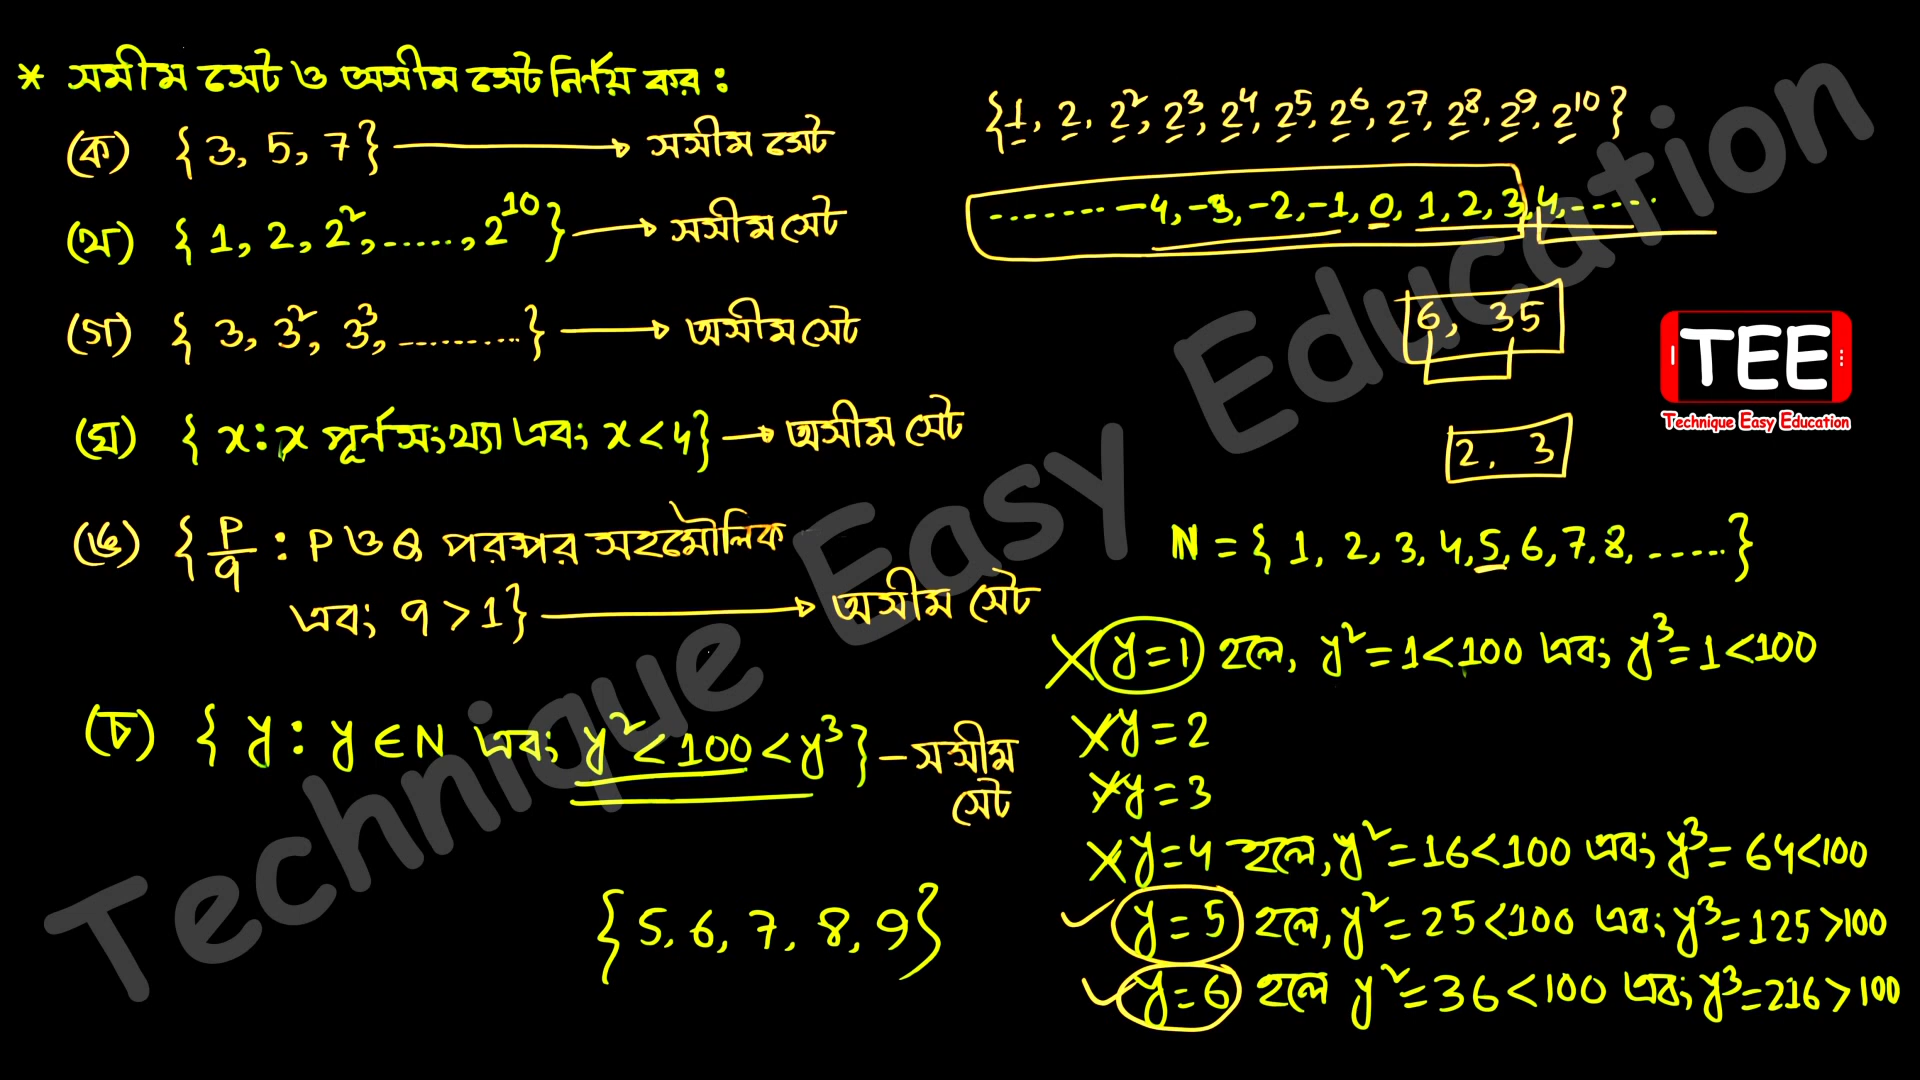 * সসীম সেট ও অসীম সেট নির্ণয় কর :
(ক) {3, 5, 7} → সসীম সেট
(খ) {1, 2, 2², ....., 2¹⁰} → সসীম সেট
(গ) {3, 3², 3³, ..........} → অসীম সেট
(ঘ) {x : x পূর্ণসংখ্যা এবং x < 4} → অসীম সেট
(ঙ) {p/q : P ও Q পরস্পর সহমৌলিক
এবং q > 1} → অসীম সেট
(চ) {y : y ∈ N এবং y² < 100 < y³} – সসীম
সেট
{5, 6, 7, 8, 9}
{1, 2, 2², 2³, 2⁴, 2⁵, 2⁶, 2⁷, 2⁸, 2⁹, 2¹⁰}
........ -4, -3, -2, -1, 0, 1, 2, 3, 4, ......
6, 35
2, 3
N = {1, 2, 3, 4, 5, 6, 7, 8, ......}
X y = 1 হলে, y² = 1 < 100 এবং y³ = 1 < 100
X y = 2
X y = 3
X y = 4 হলে, y² = 16 < 100 এবং y³ = 64 < 100
✓ y = 5 হলে, y² = 25 < 100 এবং y³ = 125 > 100
✓ y = 6 হলে y² = 36 < 100 এবং y³ = 216 > 100
TEE
Technique Easy Education
Technique Easy Education